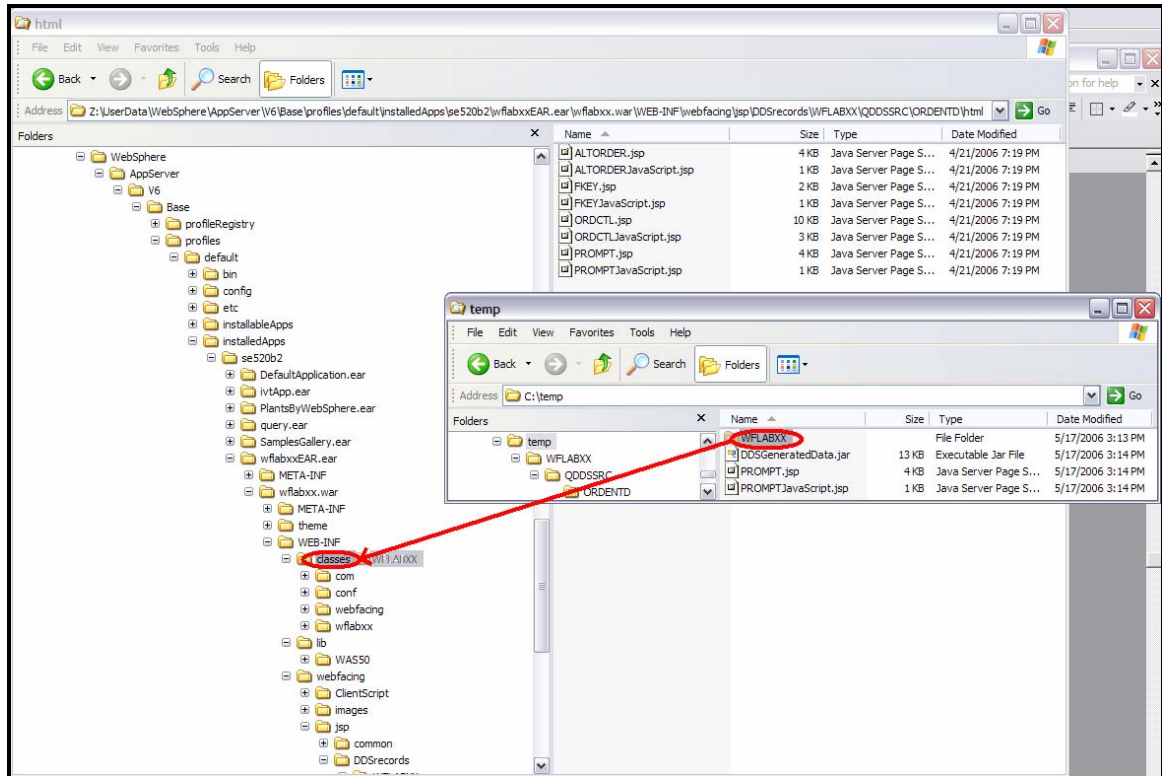 html
File Edit View Favorites Tools Help
Back Search Folders
Address Z:\UserData\WebSphere\AppServer\V6\Base\profiles\default\installedApps\se520b2\wflabxxEAR.ear\wflabxx.war\WEB-INF\webfacing\jsp\DDSrecords\WFLABXX\QDDSSRC\ORDENTD\html Go
on for help
Folders
WebSphere
AppServer
V6
Base
profileRegistry
profiles
default
bin
config
etc
installableApps
installedApps
se520b2
DefaultApplication.ear
ivtApp.ear
PlantsByWebSphere.ear
query.ear
SamplesGallery.ear
wflabxxEAR.ear
META-INF
wflabxx.war
META-INF
theme
WEB-INF
classes WFLABXX
com
conf
webfacing
wflabxx
lib
WAS50
webfacing
ClientScript
images
jsp
common
DDSrecords
Name Size Type Date Modified
ALTORDER.jsp 4 KB Java Server Page S... 4/21/2006 7:19 PM
ALTORDERJavaScript.jsp 1 KB Java Server Page S... 4/21/2006 7:19 PM
FKEY.jsp 2 KB Java Server Page S... 4/21/2006 7:19 PM
FKEYJavaScript.jsp 1 KB Java Server Page S... 4/21/2006 7:19 PM
ORDCTL.jsp 10 KB Java Server Page S... 4/21/2006 7:19 PM
ORDCTLJavaScript.jsp 3 KB Java Server Page S... 4/21/2006 7:19 PM
PROMPT.jsp 4 KB Java Server Page S... 4/21/2006 7:19 PM
PROMPTJavaScript.jsp 1 KB Java Server Page S... 4/21/2006 7:19 PM
temp
File Edit View Favorites Tools Help
Back Search Folders
Address C:\temp Go
Folders
temp
WFLABXX
QDDSSRC
ORDENTD
Name Size Type Date Modified
WFLABXX File Folder 5/17/2006 3:13 PM
DDSGeneratedData.jar 13 KB Executable Jar File 5/17/2006 3:14 PM
PROMPT.jsp 4 KB Java Server Page S... 5/17/2006 3:14 PM
PROMPTJavaScript.jsp 1 KB Java Server Page S... 5/17/2006 3:14 PM